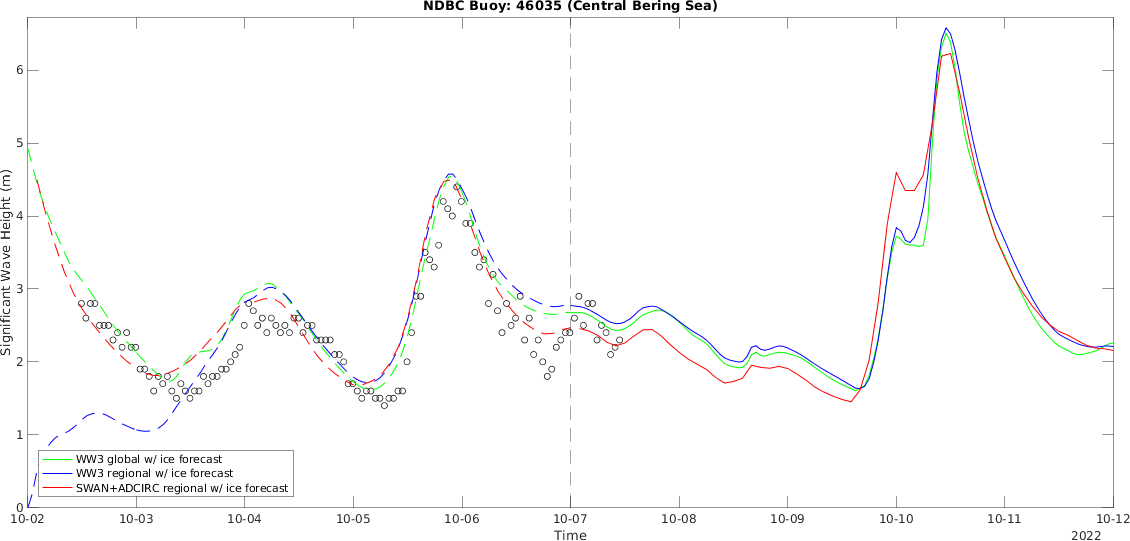 NDBC Buoy: 46035 (Central Bering Sea)
Significant Wave Height (m)
6
5
4
3
2
1
0
WW3 global w/ ice forecast
WW3 regional w/ ice forecast
SWAN+ADCIRC regional w/ ice forecast
10-02 10-03 10-04 10-05 10-06 10-07 10-08 10-09 10-10 10-11 10-12
Time
2022